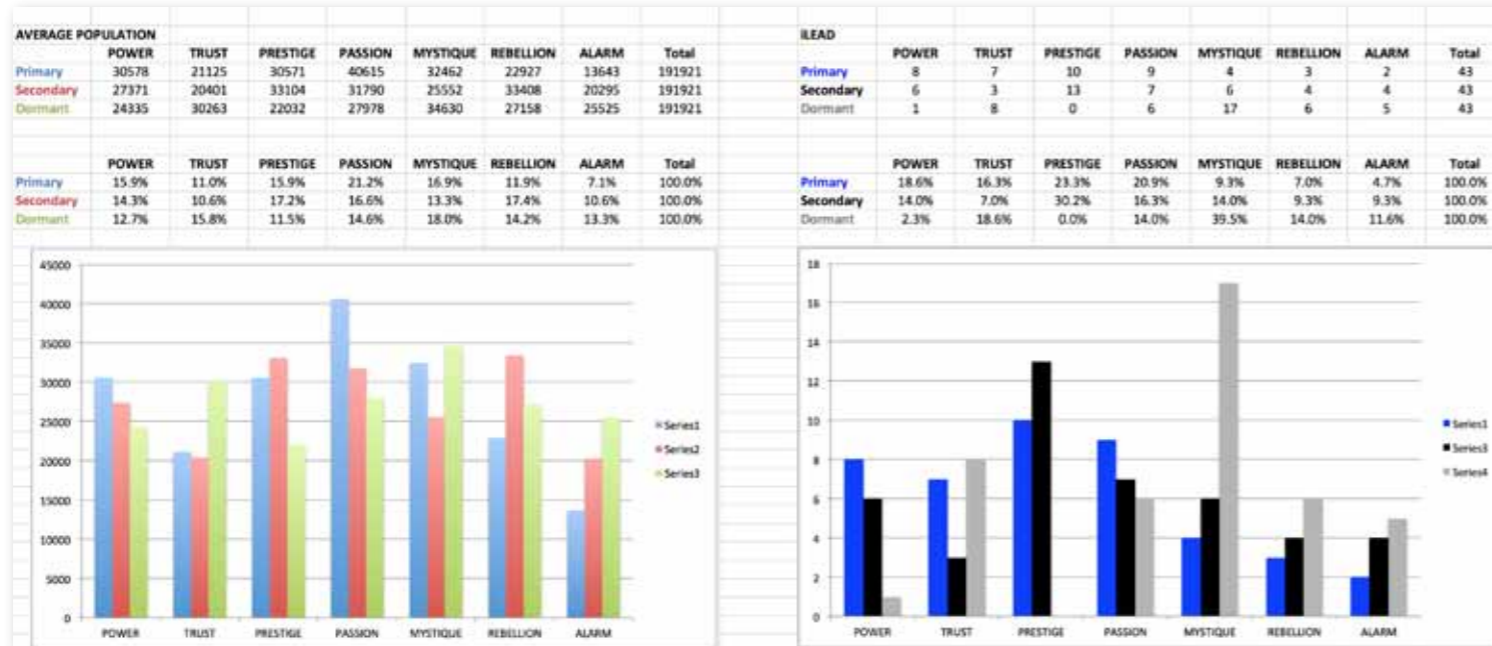 AVERAGE POPULATION
POWER TRUST PRESTIGE PASSION MYSTIQUE REBELLION ALARM Total
Primary 30578 21125 30571 40615 32462 22927 13643 191921
Secondary 27371 20401 33104 31790 25552 33408 20295 191921
Dormant 24335 30263 22032 27978 34630 27158 25525 191921
POWER TRUST PRESTIGE PASSION MYSTIQUE REBELLION ALARM Total
Primary 15.9% 11.0% 15.9% 21.2% 16.9% 11.9% 7.1% 100.0%
Secondary 14.3% 10.6% 17.2% 16.6% 13.3% 17.4% 10.6% 100.0%
Dormant 12.7% 15.8% 11.5% 14.6% 18.0% 14.2% 13.3% 100.0%
45000
40000
35000
30000
25000
20000
15000
10000
5000
0
POWER TRUST PRESTIGE PASSION MYSTIQUE REBELLION ALARM
Series1
Series2
Series3
iLEAD
POWER TRUST PRESTIGE PASSION MYSTIQUE REBELLION ALARM Total
Primary 8 7 10 9 4 3 2 43
Secondary 6 3 13 7 6 4 4 43
Dormant 1 8 0 6 17 6 5 43
POWER TRUST PRESTIGE PASSION MYSTIQUE REBELLION ALARM Total
Primary 18.6% 16.3% 23.3% 20.9% 9.3% 7.0% 4.7% 100.0%
Secondary 14.0% 7.0% 30.2% 16.3% 14.0% 9.3% 9.3% 100.0%
Dormant 2.3% 18.6% 0.0% 14.0% 39.5% 14.0% 11.6% 100.0%
18
16
14
12
10
8
6
4
2
0
POWER TRUST PRESTIGE PASSION MYSTIQUE REBELLION ALARM
Series1
Series3
Series4